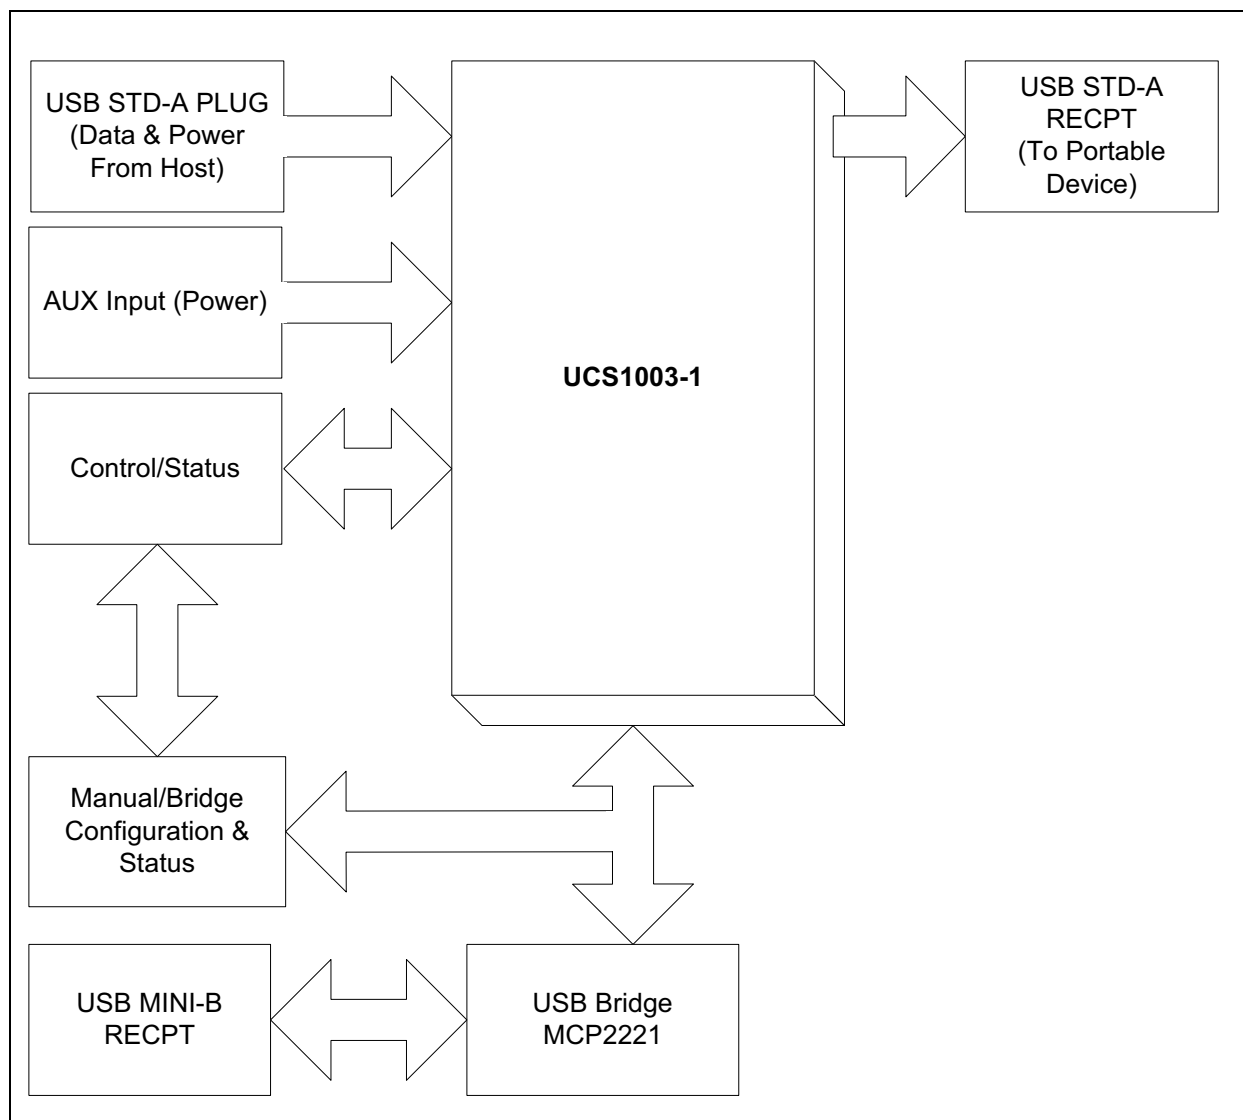 USB STD-A PLUG
(Data & Power
From Host)
USB STD-A
RECPT
(To Portable
Device)
AUX Input (Power)
UCS1003-1
Control/Status
Manual/Bridge
Configuration &
Status
USB MINI-B
RECPT
USB Bridge
MCP2221